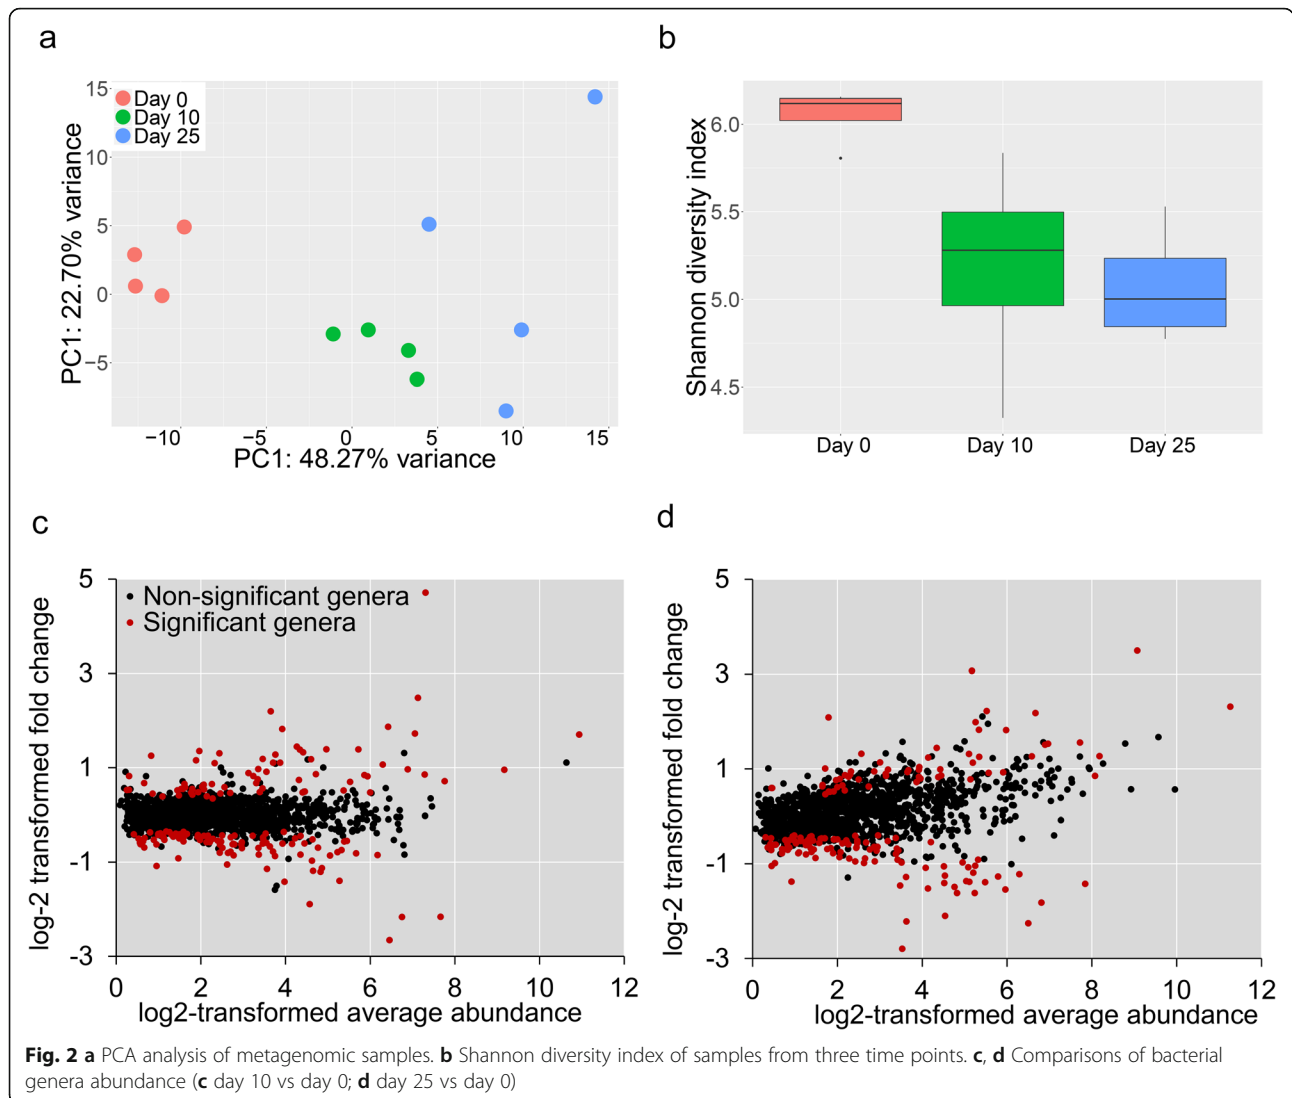 a
15
10
5
0
−5
PC1: 22.70% variance
Day 0
Day 10
Day 25
−10 −5 0 5 10 15
PC1: 48.27% variance
b
6.0
5.5
5.0
4.5
Shannon diversity index
Day 0 Day 10 Day 25
c
5
3
1
-1
-3
log-2 transformed fold change
Non-significant genera
Significant genera
0 2 4 6 8 10 12
log2-transformed average abundance
d
5
3
1
-1
-3
log-2 transformed fold change
0 2 4 6 8 10 12
log2-transformed average abundance
Fig. 2 a PCA analysis of metagenomic samples. b Shannon diversity index of samples from three time points. c, d Comparisons of bacterial
genera abundance (c day 10 vs day 0; d day 25 vs day 0)